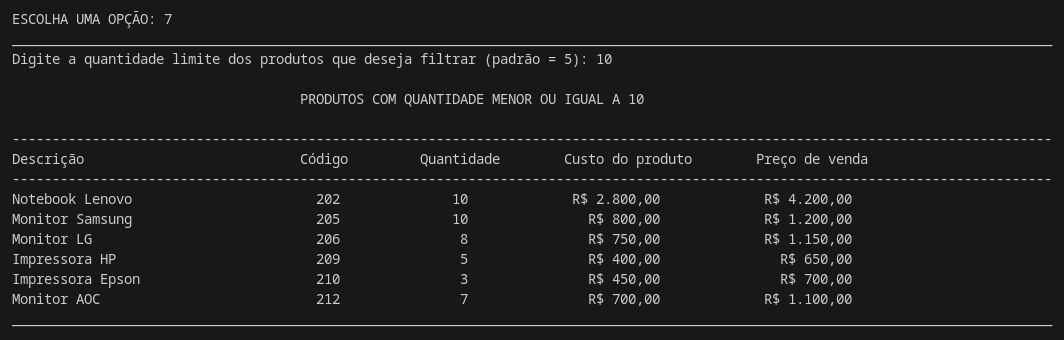 ESCOLHA UMA OPÇÃO: 7
Digite a quantidade limite dos produtos que deseja filtrar (padrão = 5): 10
PRODUTOS COM QUANTIDADE MENOR OU IGUAL A 10
----------------------------------------------------------------------------------------------------------------------------------
Descrição Código Quantidade Custo do produto Preço de venda
----------------------------------------------------------------------------------------------------------------------------------
Notebook Lenovo 202 10 R$ 2.800,00 R$ 4.200,00
Monitor Samsung 205 10 R$ 800,00 R$ 1.200,00
Monitor LG 206 8 R$ 750,00 R$ 1.150,00
Impressora HP 209 5 R$ 400,00 R$ 650,00
Impressora Epson 210 3 R$ 450,00 R$ 700,00
Monitor AOC 212 7 R$ 700,00 R$ 1.100,00